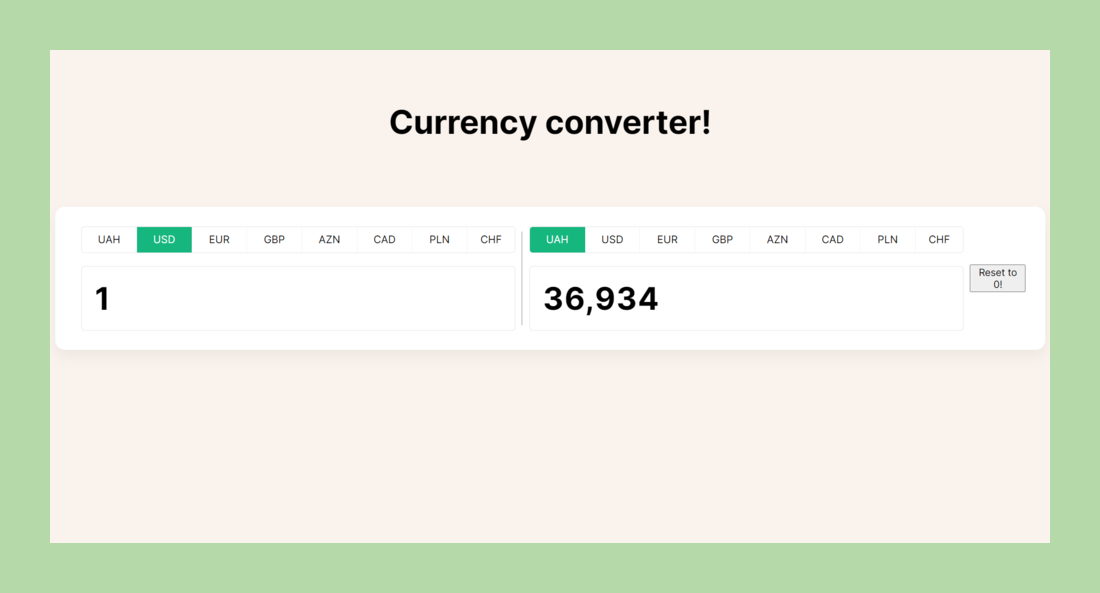 Currency converter!
UAH USD EUR GBP AZN CAD PLN CHF
UAH USD EUR GBP AZN CAD PLN CHF
1
36,934
Reset to
0!